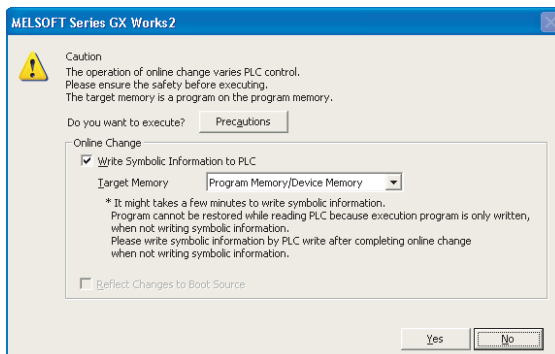 MELSOFT Series GX Works2
Caution
The operation of online change varies PLC control.
Please ensure the safety before executing.
The target memory is a program on the program memory.
Do you want to execute? Precautions
Online Change
Write Symbolic Information to PLC
Target Memory Program Memory/Device Memory
* It might takes a few minutes to write symbolic information.
Program cannot be restored while reading PLC because execution program is only written,
when not writing symbolic information.
Please write symbolic information by PLC write after completing online change
when not writing symbolic information.
Reflect Changes to Boot Source
Yes No